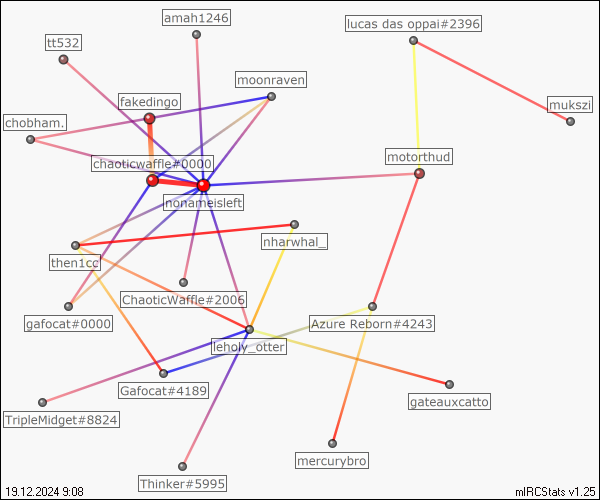 amah1246
lucas das oppai#2396
tt532
moonraven
fakedingo
mukszi
chobham.
chaoticwaffle#0000
motorthud
nonameisleft
nharwhal_
then1cc
ChaoticWaffle#2006
gafocat#0000
Azure Reborn#4243
leholy_otter
Gafocat#4189
gateauxcatto
TripleMidget#8824
mercurybro
Thinker#5995
19.12.2024 9:08
mIRCStats v1.25